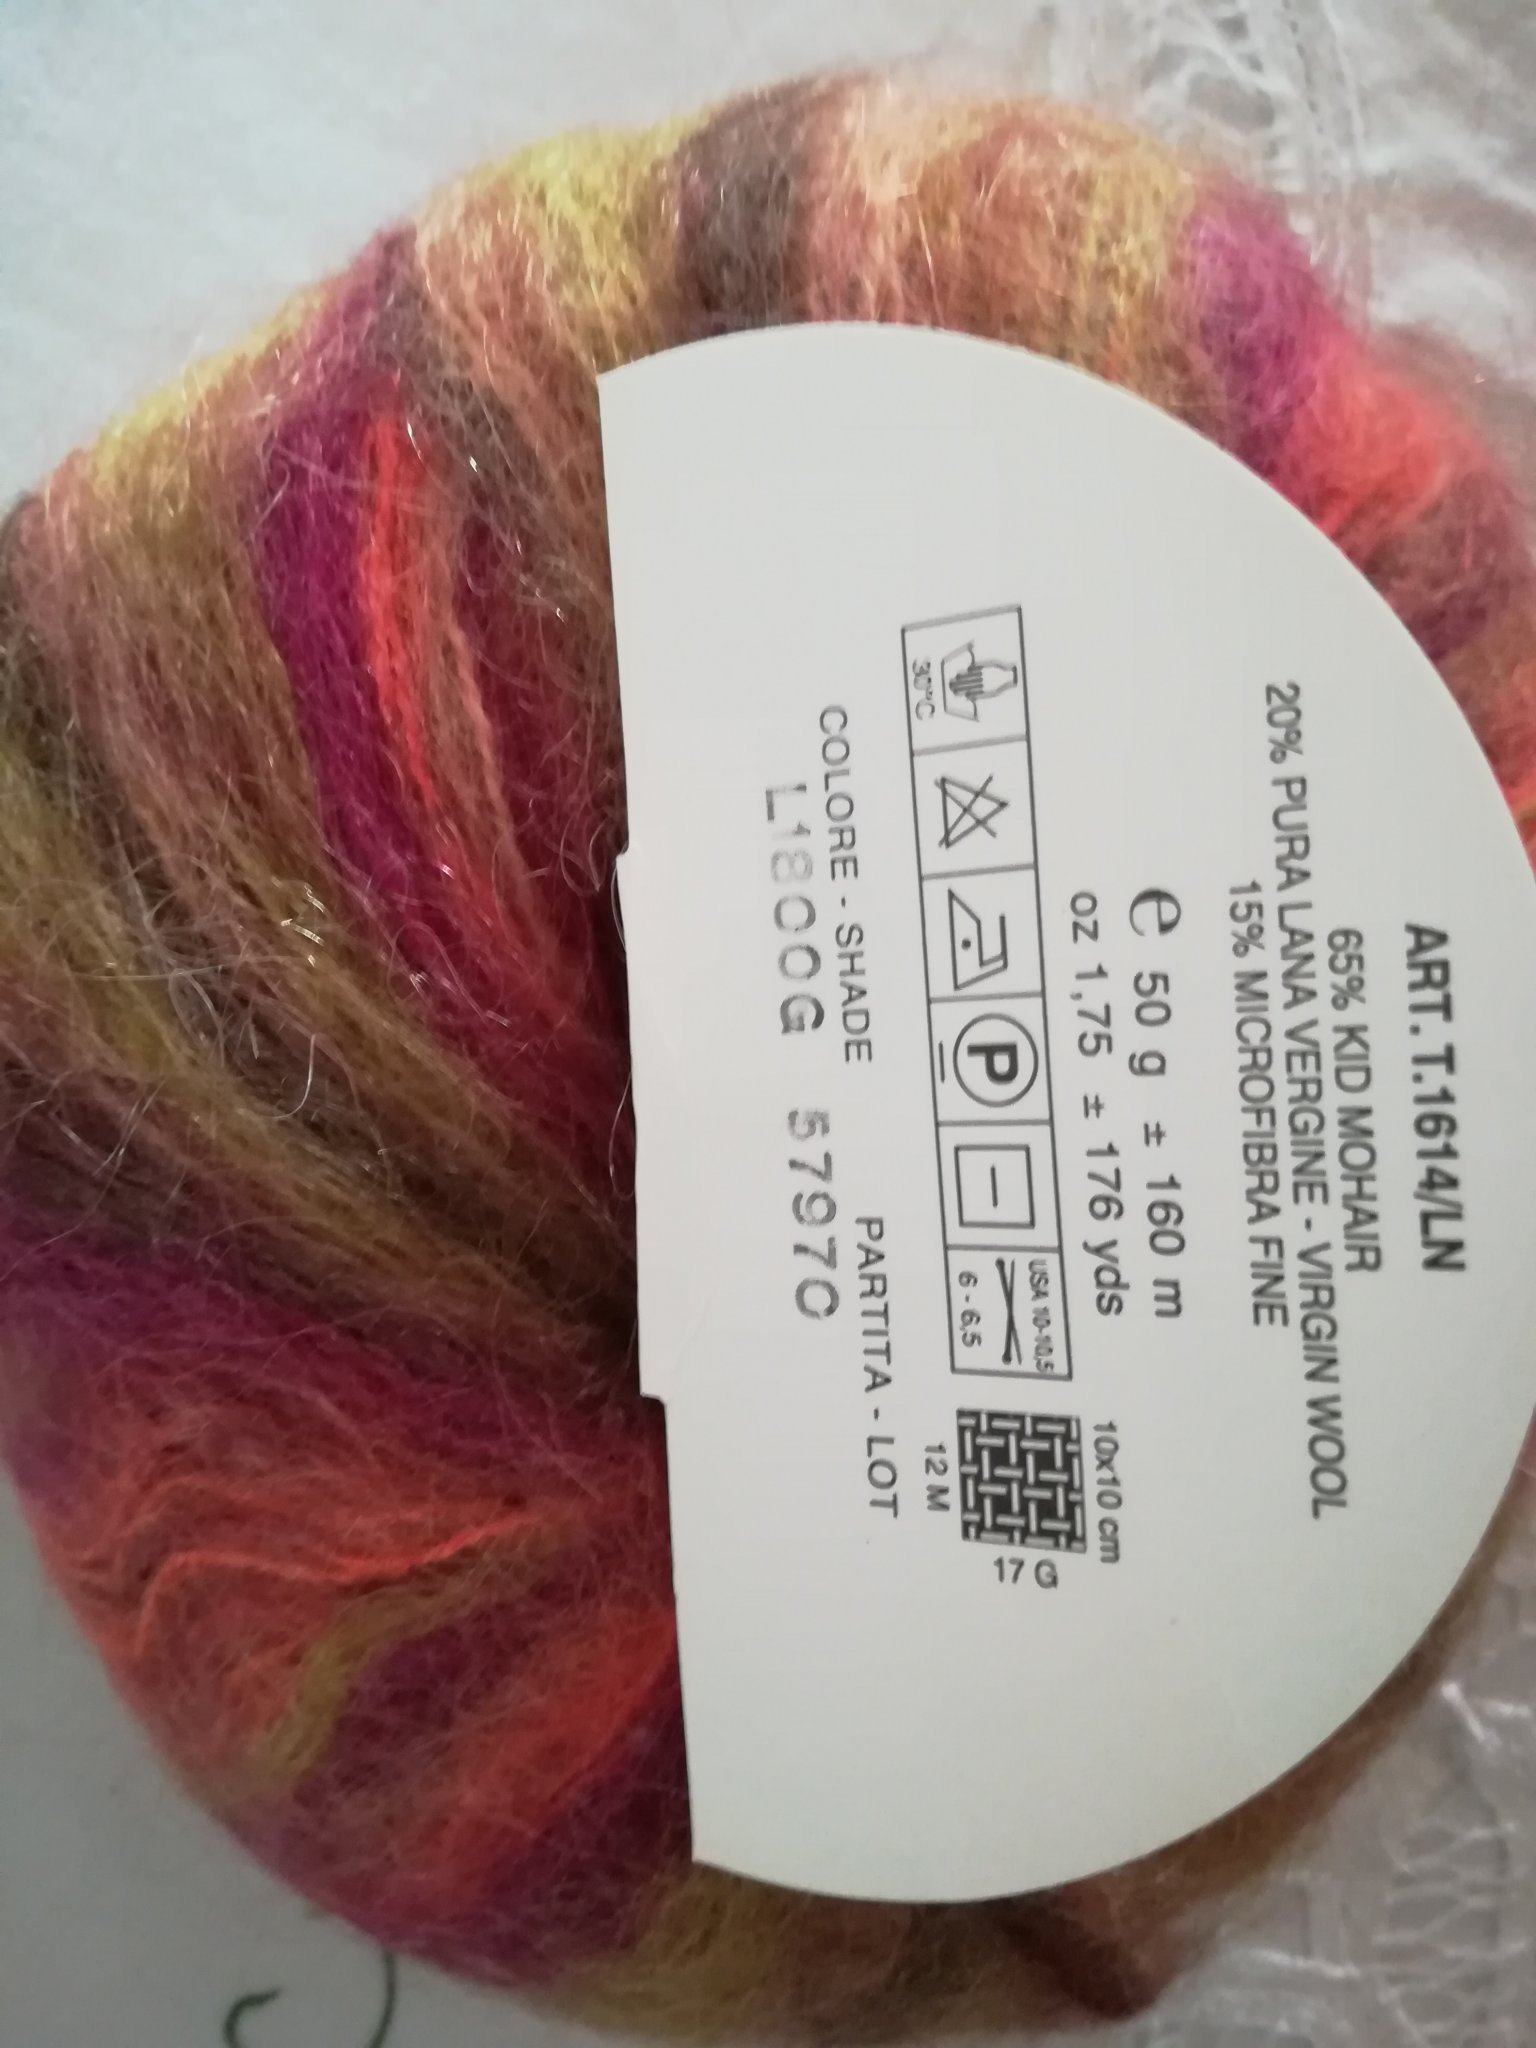 ART. T.1614/LN
65% KID MOHAIR
20% PURA LANA VERGINE - VIRGIN WOOL
15% MICROFIBRA FINE
e 50 g ± 160 m
oz 1,75 ± 176 yds
30°C
P
USA 10-10,5
6 - 6,5
10x10 cm
17 G
12 M
COLORE - SHADE
PARTITA - LOT
L1800G 57970